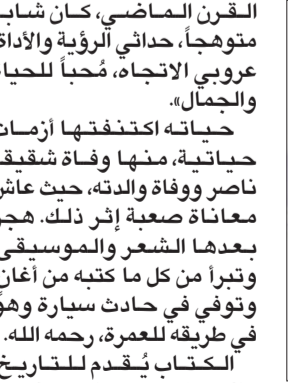 القرن الماضي، كان شاب
متوهجاً، حداثي الرؤية والأداة
عروبي الاتجاه، مُحباً للحيا
والجمال».
حياته اكتنفتها أزمات
حياتية، منها وفاة شقيق
ناصر ووفاة والدته، حيث عاش
معاناة صعبة إثر ذلك. هجر
بعدها الشعر والموسيقى
وتبرأ من كل ما كتبه من أغان
وتوفي في حادث سيارة وهو
في طريقه للعمرة، رحمه الله.
الكتاب يُقدم للتاريخ